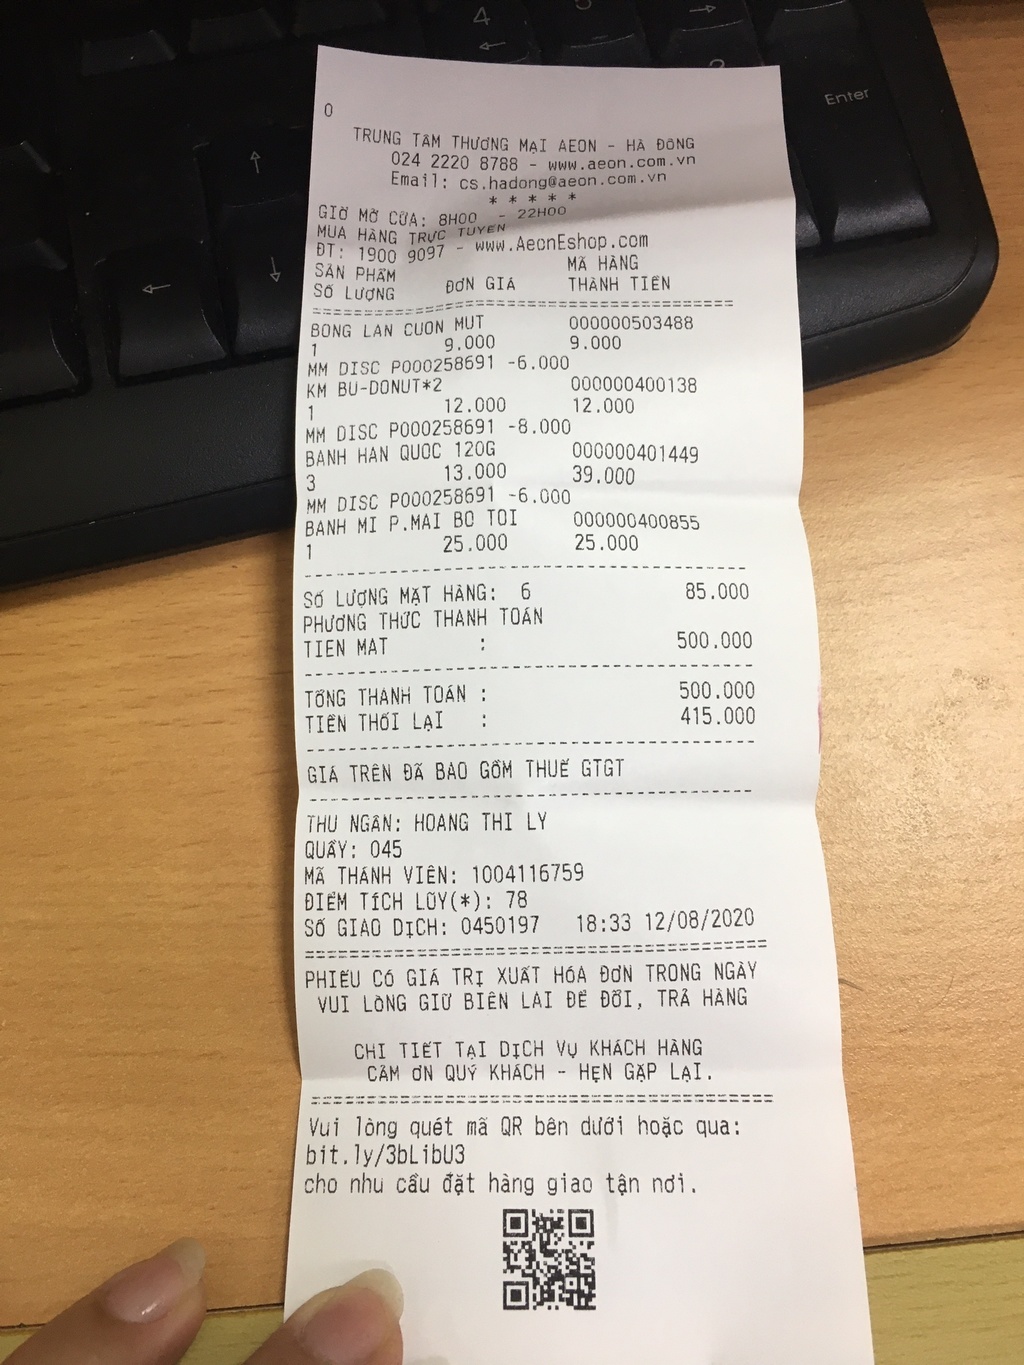 0
TRUNG TÂM THƯƠNG MẠI AEON - HÀ ĐÔNG
024 2220 8788 - www.aeon.com.vn
Email: cs.hadong@aeon.com.vn
* * * * *
GIỜ MỞ CỬA: 8H00 - 22H00
MUA HÀNG TRỰC TUYẾN
ĐT: 1900 9097 - www.AeonEshop.com
SẢN PHẨM MÃ HÀNG
SỐ LƯỢNG ĐƠN GIÁ THÀNH TIỀN
BONG LAN CUON MUT 000000503488
1 9.000 9.000
MM DISC P000258691 -6.000
KM BU-DONUT*2 000000400138
1 12.000 12.000
MM DISC P000258691 -8.000
BANH HAN QUOC 120G 000000401449
3 13.000 39.000
MM DISC P000258691 -6.000
BANH MI P.MAI BO TOI 000000400855
1 25.000 25.000
SỐ LƯỢNG MẶT HÀNG: 6 85.000
PHƯƠNG THỨC THANH TOÁN
TIEN MAT : 500.000
TỔNG THANH TOÁN : 500.000
TIỀN THỐI LẠI : 415.000
GIÁ TRÊN ĐÃ BAO GỒM THUẾ GTGT
THU NGÂN: HOANG THI LY
QUẦY: 045
MÃ THÀNH VIÊN: 1004116759
ĐIỂM TÍCH LŨY(*): 78
SỐ GIAO DỊCH: 0450197 18:33 12/08/2020
PHIẾU CÓ GIÁ TRỊ XUẤT HÓA ĐƠN TRONG NGÀY
VUI LÒNG GIỮ BIÊN LAI ĐỂ ĐỔI, TRẢ HÀNG
CHI TIẾT TẠI DỊCH VỤ KHÁCH HÀNG
CẢM ƠN QUÝ KHÁCH - HẸN GẶP LẠI.
Vui lòng quét mã QR bên dưới hoặc qua:
bit.ly/3bLibU3
cho nhu cầu đặt hàng giao tận nơi.
Enter
4